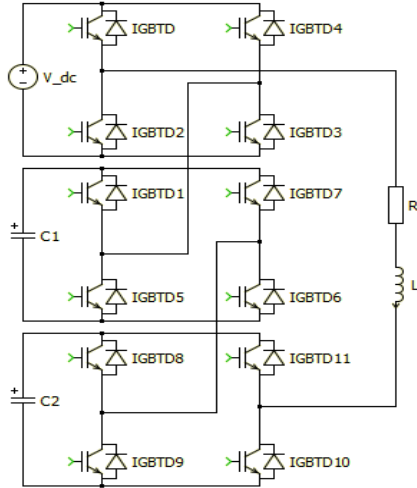 IGBTD IGBTD4
+ V_dc
IGBTD2 IGBTD3
R
IGBTD1 IGBTD7
+ C1
L
IGBTD5 IGBTD6
IGBTD8 IGBTD11
+ C2
IGBTD9 IGBTD10